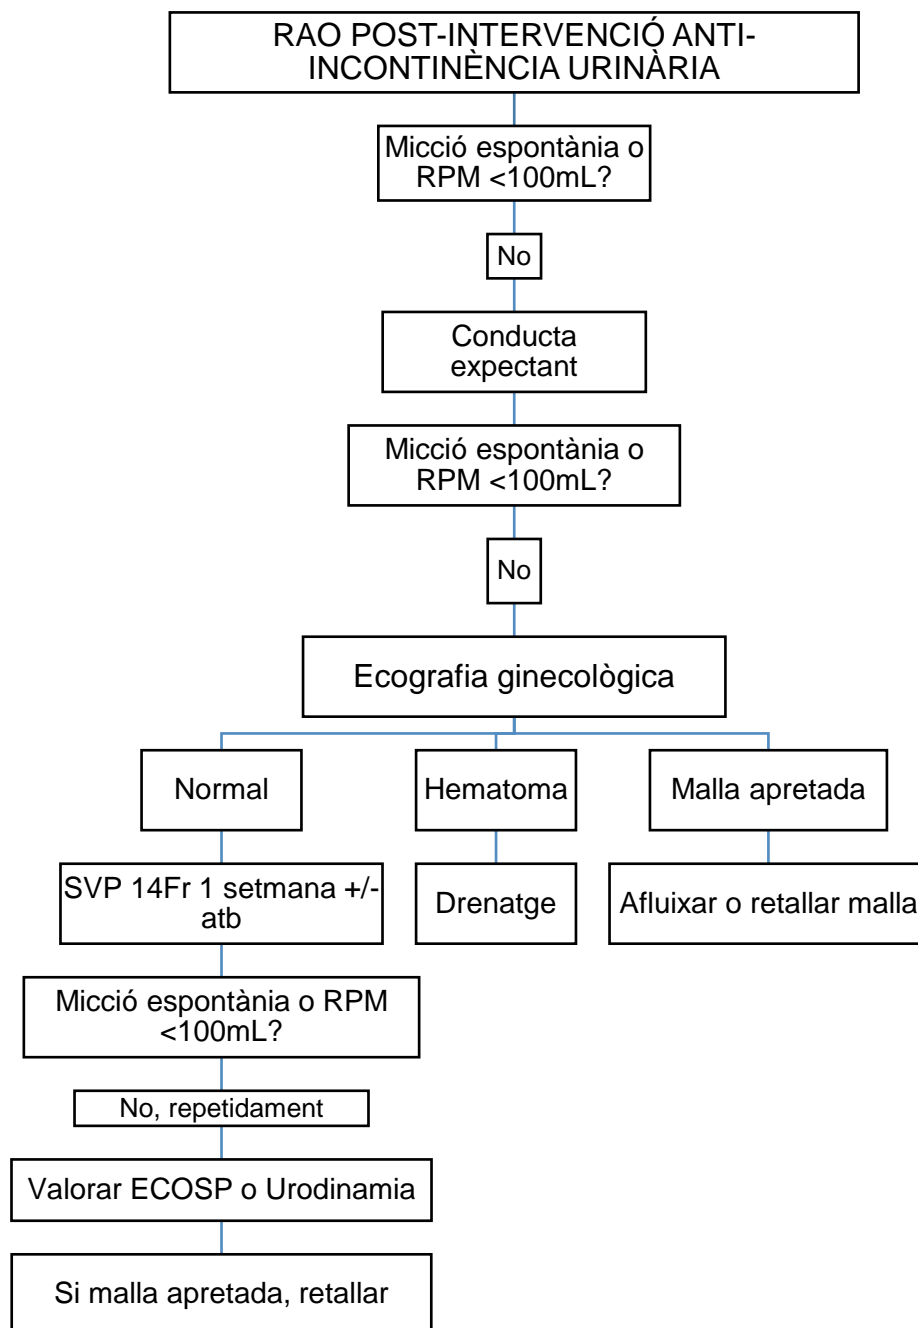 RAO POST-INTERVENCIÓ ANTI-
INCONTINÈNCIA URINÀRIA
Micció espontània o
RPM <100mL?
No
Conducta
expectant
Micció espontània o
RPM <100mL?
No
Ecografia ginecològica
Normal
Hematoma
Malla apretada
SVP 14Fr 1 setmana +/-
atb
Drenatge
Afluixar o retallar malla
Micció espontània o RPM
<100mL?
No, repetidament
Valorar ECOSP o Urodinamia
Si malla apretada, retallar